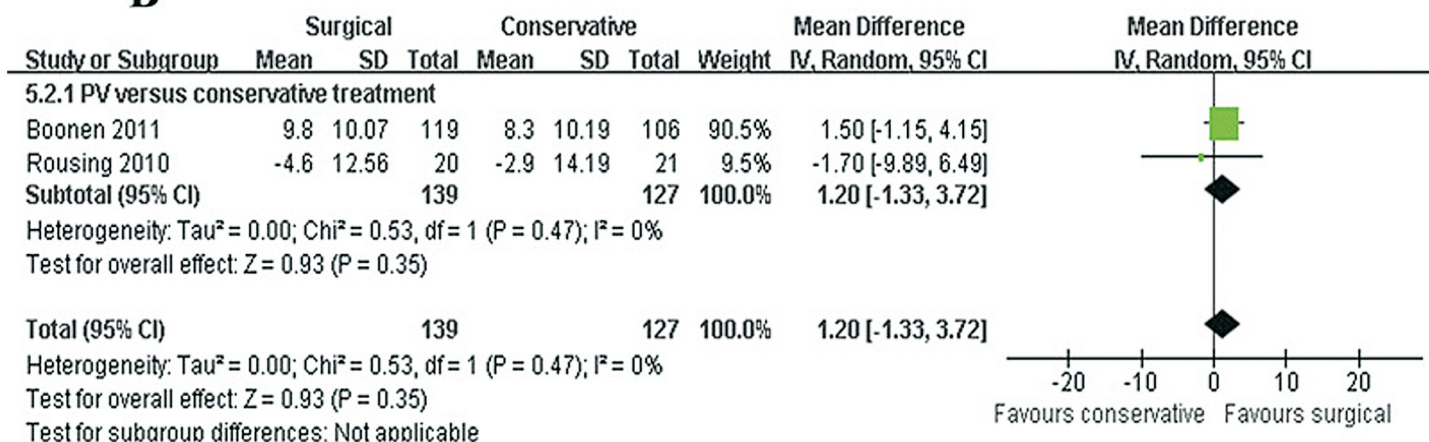 B
Surgical Conservative Mean Difference Mean Difference
Study or Subgroup Mean SD Total Mean SD Total Weight IV, Random, 95% CI IV, Random, 95% CI
5.2.1 PV versus conservative treatment
Boonen 2011 9.8 10.07 119 8.3 10.19 106 90.5% 1.50 [-1.15, 4.15]
Rousing 2010 -4.6 12.56 20 -2.9 14.19 21 9.5% -1.70 [-9.89, 6.49]
Subtotal (95% CI) 139 127 100.0% 1.20 [-1.33, 3.72]
Heterogeneity: Tau² = 0.00; Chi² = 0.53, df = 1 (P = 0.47); I² = 0%
Test for overall effect: Z = 0.93 (P = 0.35)
Total (95% CI) 139 127 100.0% 1.20 [-1.33, 3.72]
Heterogeneity: Tau² = 0.00; Chi² = 0.53, df = 1 (P = 0.47); I² = 0%
Test for overall effect: Z = 0.93 (P = 0.35)
Test for subgroup differences: Not applicable
-20 -10 0 10 20
Favours conservative Favours surgical